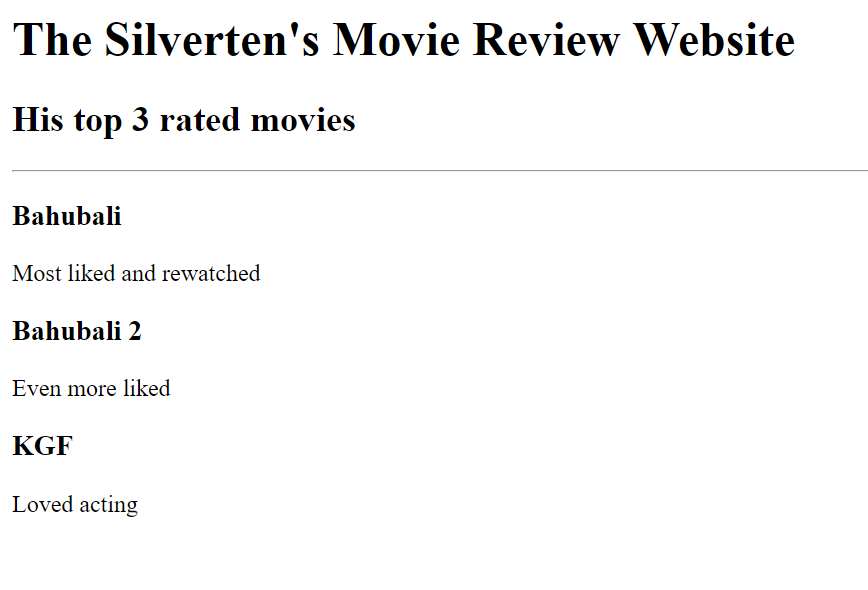 The Silverten's Movie Review Website
His top 3 rated movies
Bahubali
Most liked and rewatched
Bahubali 2
Even more liked
KGF
Loved acting